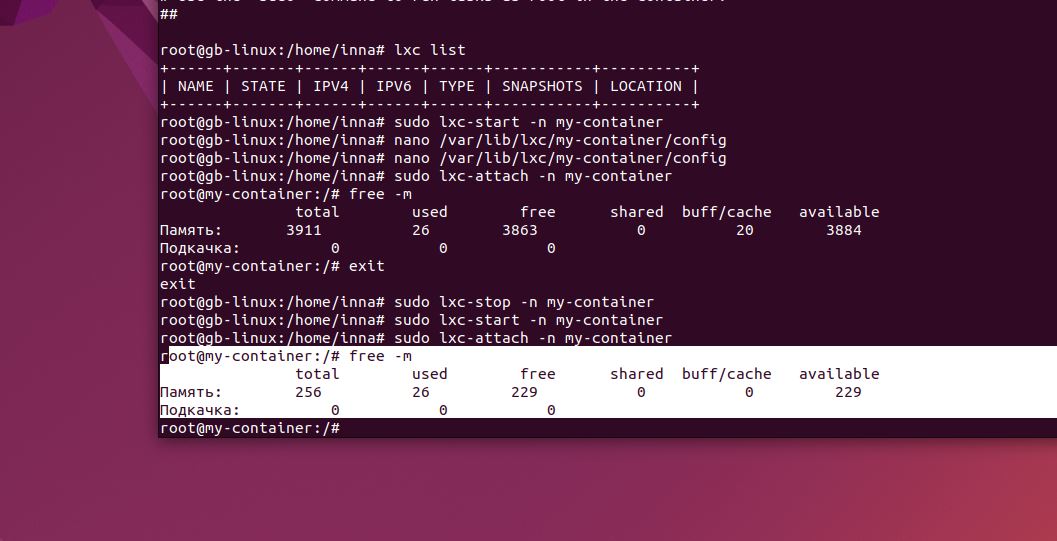 ##
root@gb-linux:/home/inna# lxc list
+------+-------+------+------+------+-----------+----------+
| NAME | STATE | IPV4 | IPV6 | TYPE | SNAPSHOTS | LOCATION |
+------+-------+------+------+------+-----------+----------+
root@gb-linux:/home/inna# sudo lxc-start -n my-container
root@gb-linux:/home/inna# nano /var/lib/lxc/my-container/config
root@gb-linux:/home/inna# nano /var/lib/lxc/my-container/config
root@gb-linux:/home/inna# sudo lxc-attach -n my-container
root@my-container:/# free -m
total used free shared buff/cache available
Память: 3911 26 3863 0 20 3884
Подкачка: 0 0 0
root@my-container:/# exit
exit
root@gb-linux:/home/inna# sudo lxc-stop -n my-container
root@gb-linux:/home/inna# sudo lxc-start -n my-container
root@gb-linux:/home/inna# sudo lxc-attach -n my-container
root@my-container:/# free -m
total used free shared buff/cache available
Память: 256 26 229 0 0 229
Подкачка: 0 0 0
root@my-container:/#